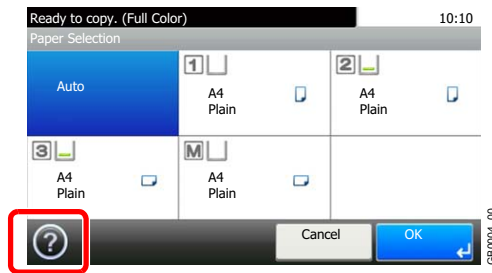 Ready to copy. (Full Color) 10:10
Paper Selection
Auto
1
A4
Plain
2
A4
Plain
3
A4
Plain
M
A4
Plain
?
Cancel
OK
GB0004_00